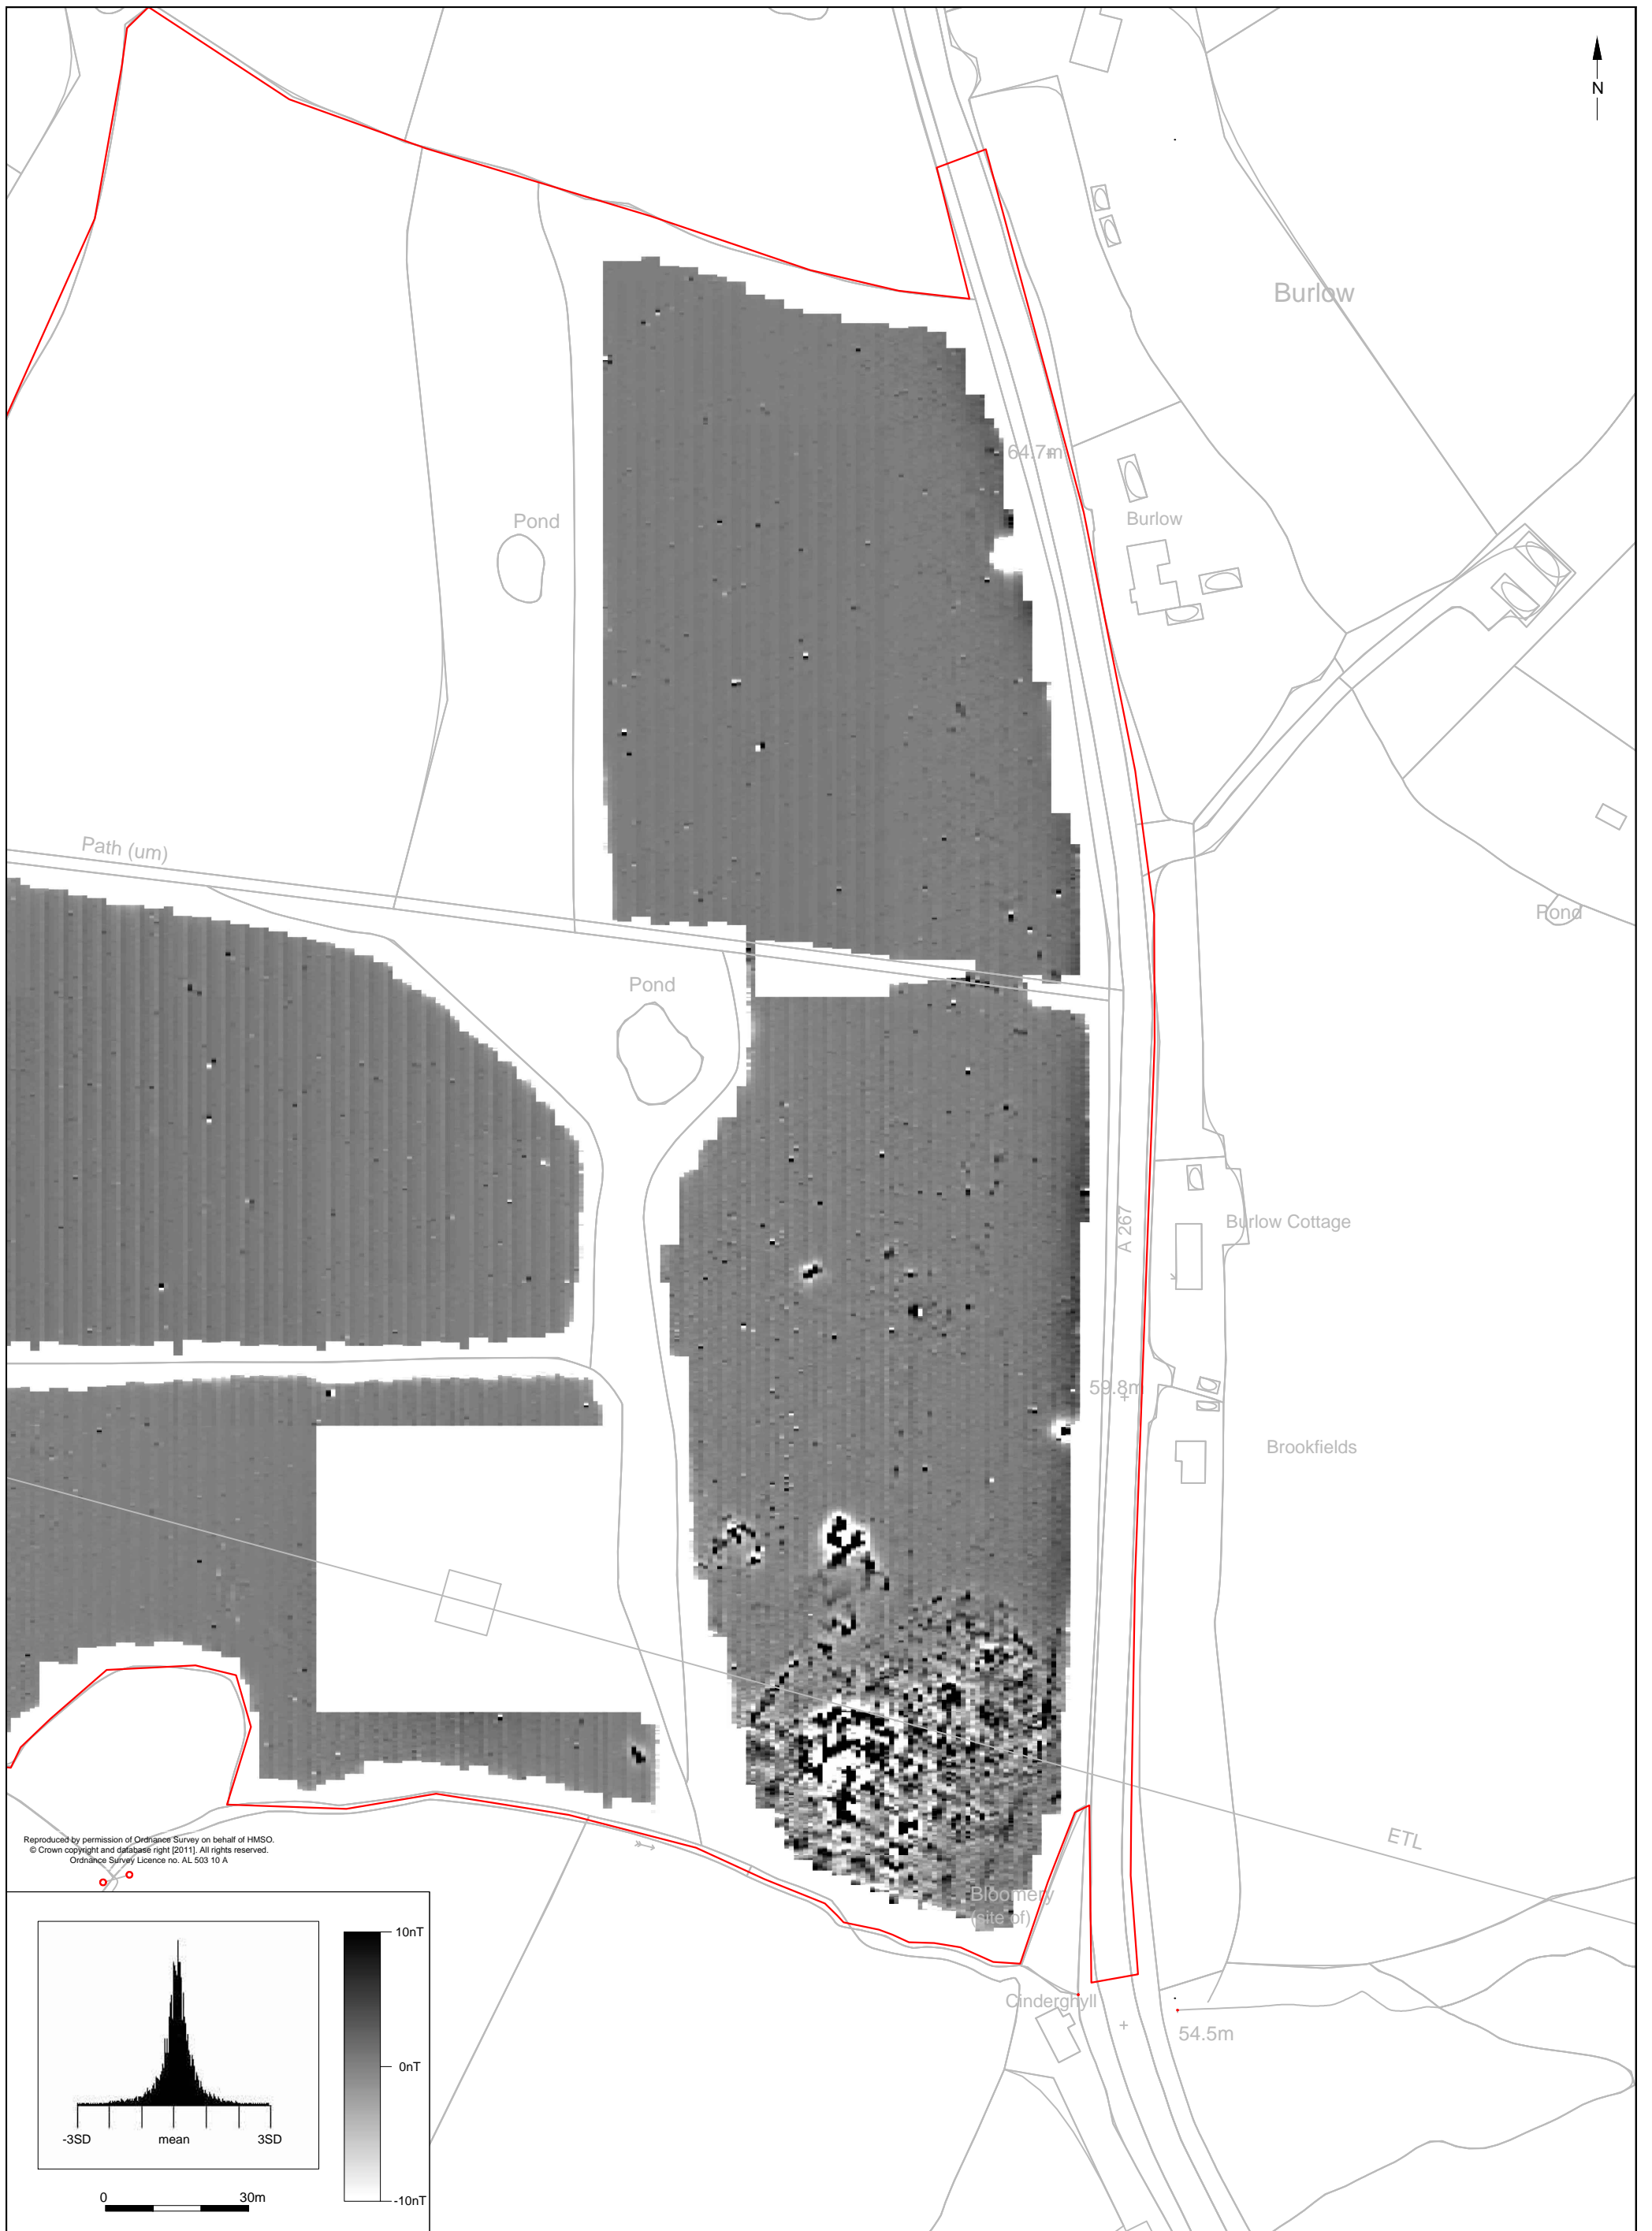 N
Burlow
64.7m
Pond
Burlow
Path (um)
Pond
Pond
A 267
Burlow Cottage
59.8m
Brookfields
ETL
Reproduced by permission of Ordnance Survey on behalf of HMSO.
© Crown copyright and database right [2011]. All rights reserved.
Ordnance Survey Licence no. AL 503 10 A
Bloomery
(site of)
Cinderghyll
54.5m
10nT
0nT
-10nT
-3SD mean 3SD
0 30m